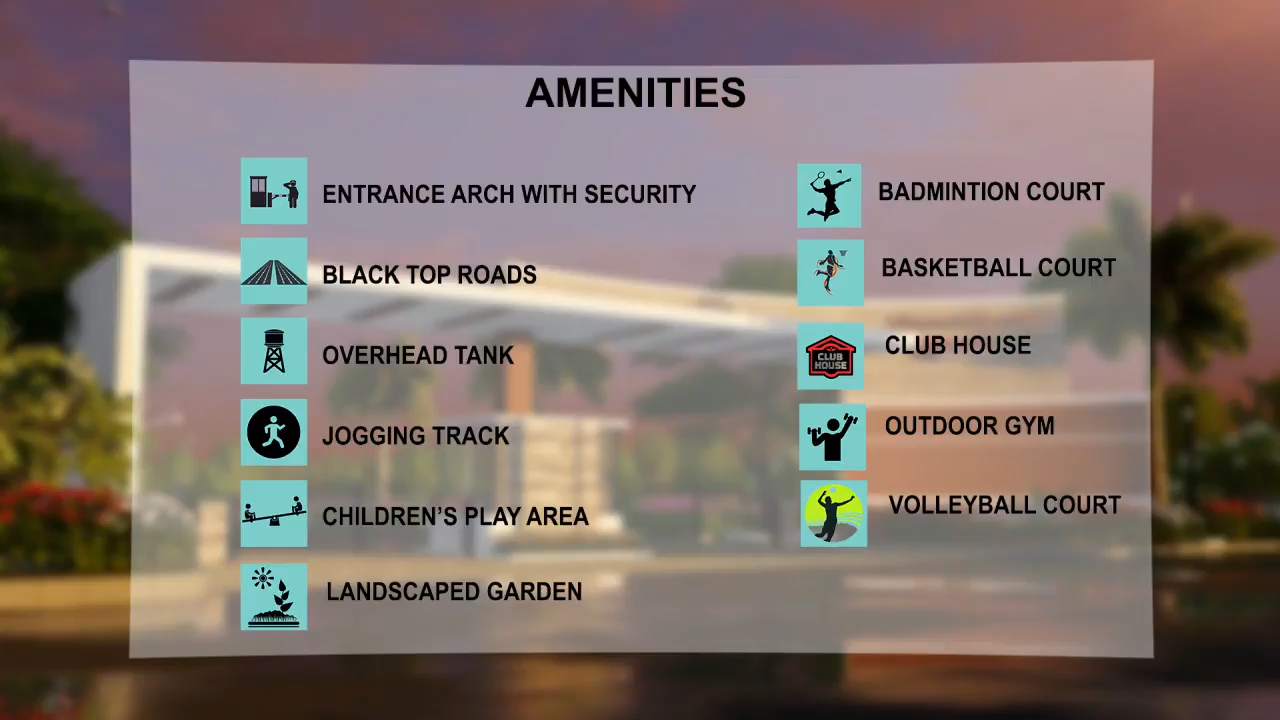 AMENITIES
ENTRANCE ARCH WITH SECURITY
BLACK TOP ROADS
OVERHEAD TANK
JOGGING TRACK
CHILDREN'S PLAY AREA
LANDSCAPED GARDEN
BADMINTION COURT
BASKETBALL COURT
CLUB
HOUSE
CLUB HOUSE
OUTDOOR GYM
VOLLEYBALL COURT